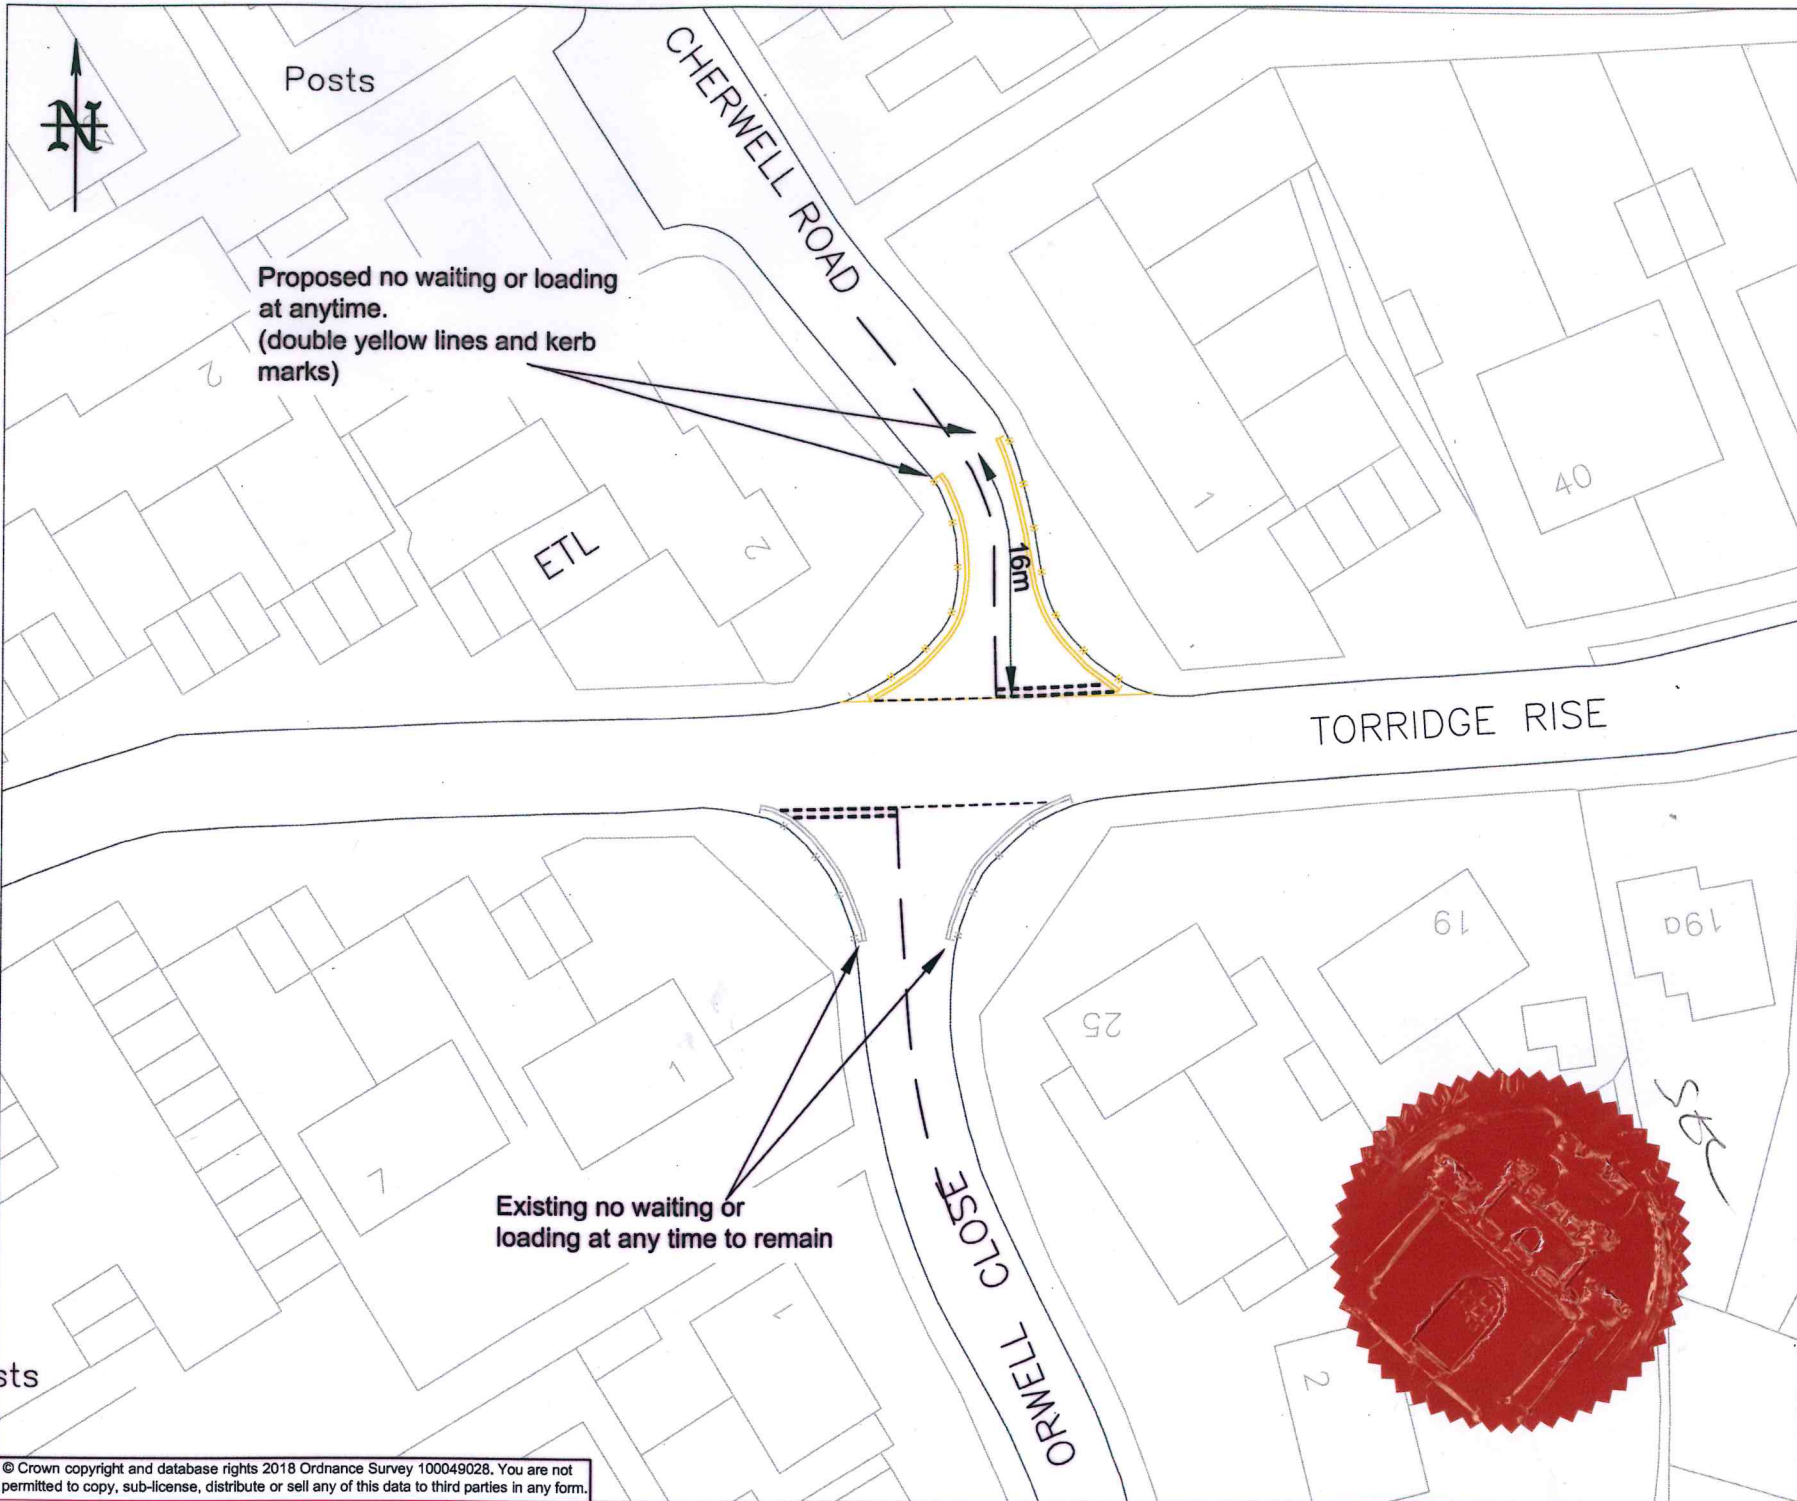 N
Posts
CHERWELL ROAD
Proposed no waiting or loading
at anytime.
(double yellow lines and kerb
marks)
2
ETL
2
16m
1
40
TORRIDGE RISE
19
19a
25
1
7
Existing no waiting or
loading at any time to remain
ORWELL CLOSE
1
2
sts
© Crown copyright and database rights 2018 Ordnance Survey 100049028. You are not
permitted to copy, sub-license, distribute or sell any of this data to third parties in any form.